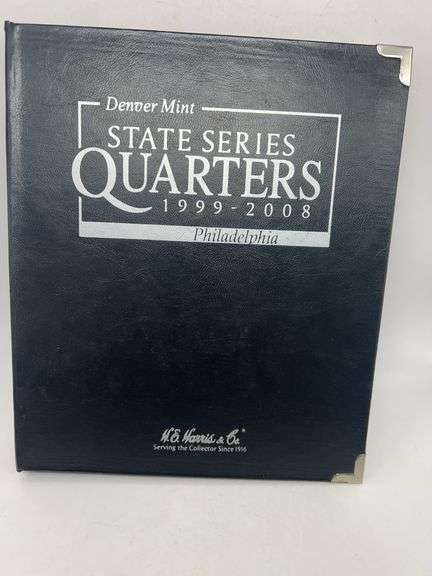 Denver Mint
STATE SERIES
QUARTERS
1999-2008
Philadelphia
H.E. Harris & Co.®
Serving the Collector Since 1916